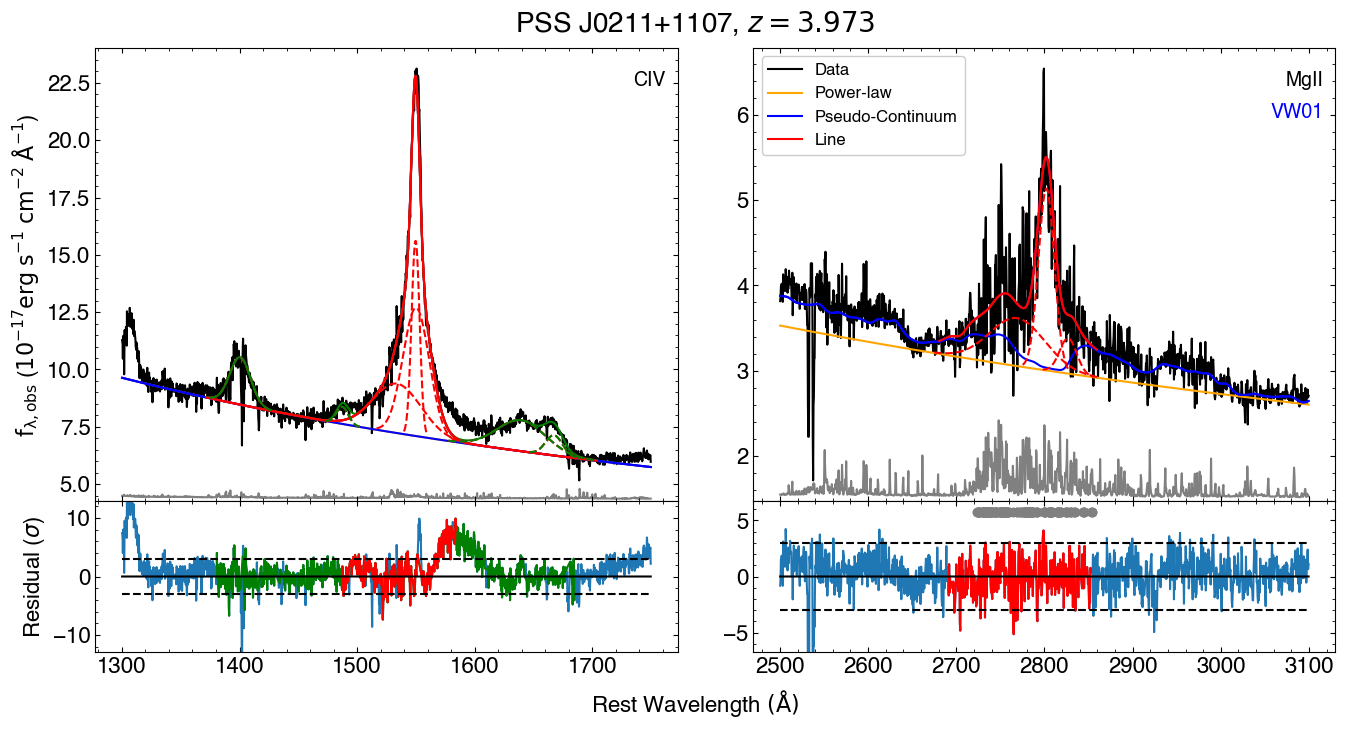 PSS J0211+1107, z = 3.973
CIV
22.5
20.0
17.5
15.0
12.5
10.0
7.5
5.0
f_λ,obs (10⁻¹⁷erg s⁻¹ cm⁻² Å⁻¹)
10
0
−10
Residual (σ)
1300 1400 1500 1600 1700
Data
Power-law
Pseudo-Continuum
Line
MgII
VW01
6
5
4
3
2
5
0
−5
2500 2600 2700 2800 2900 3000 3100
Rest Wavelength (Å)